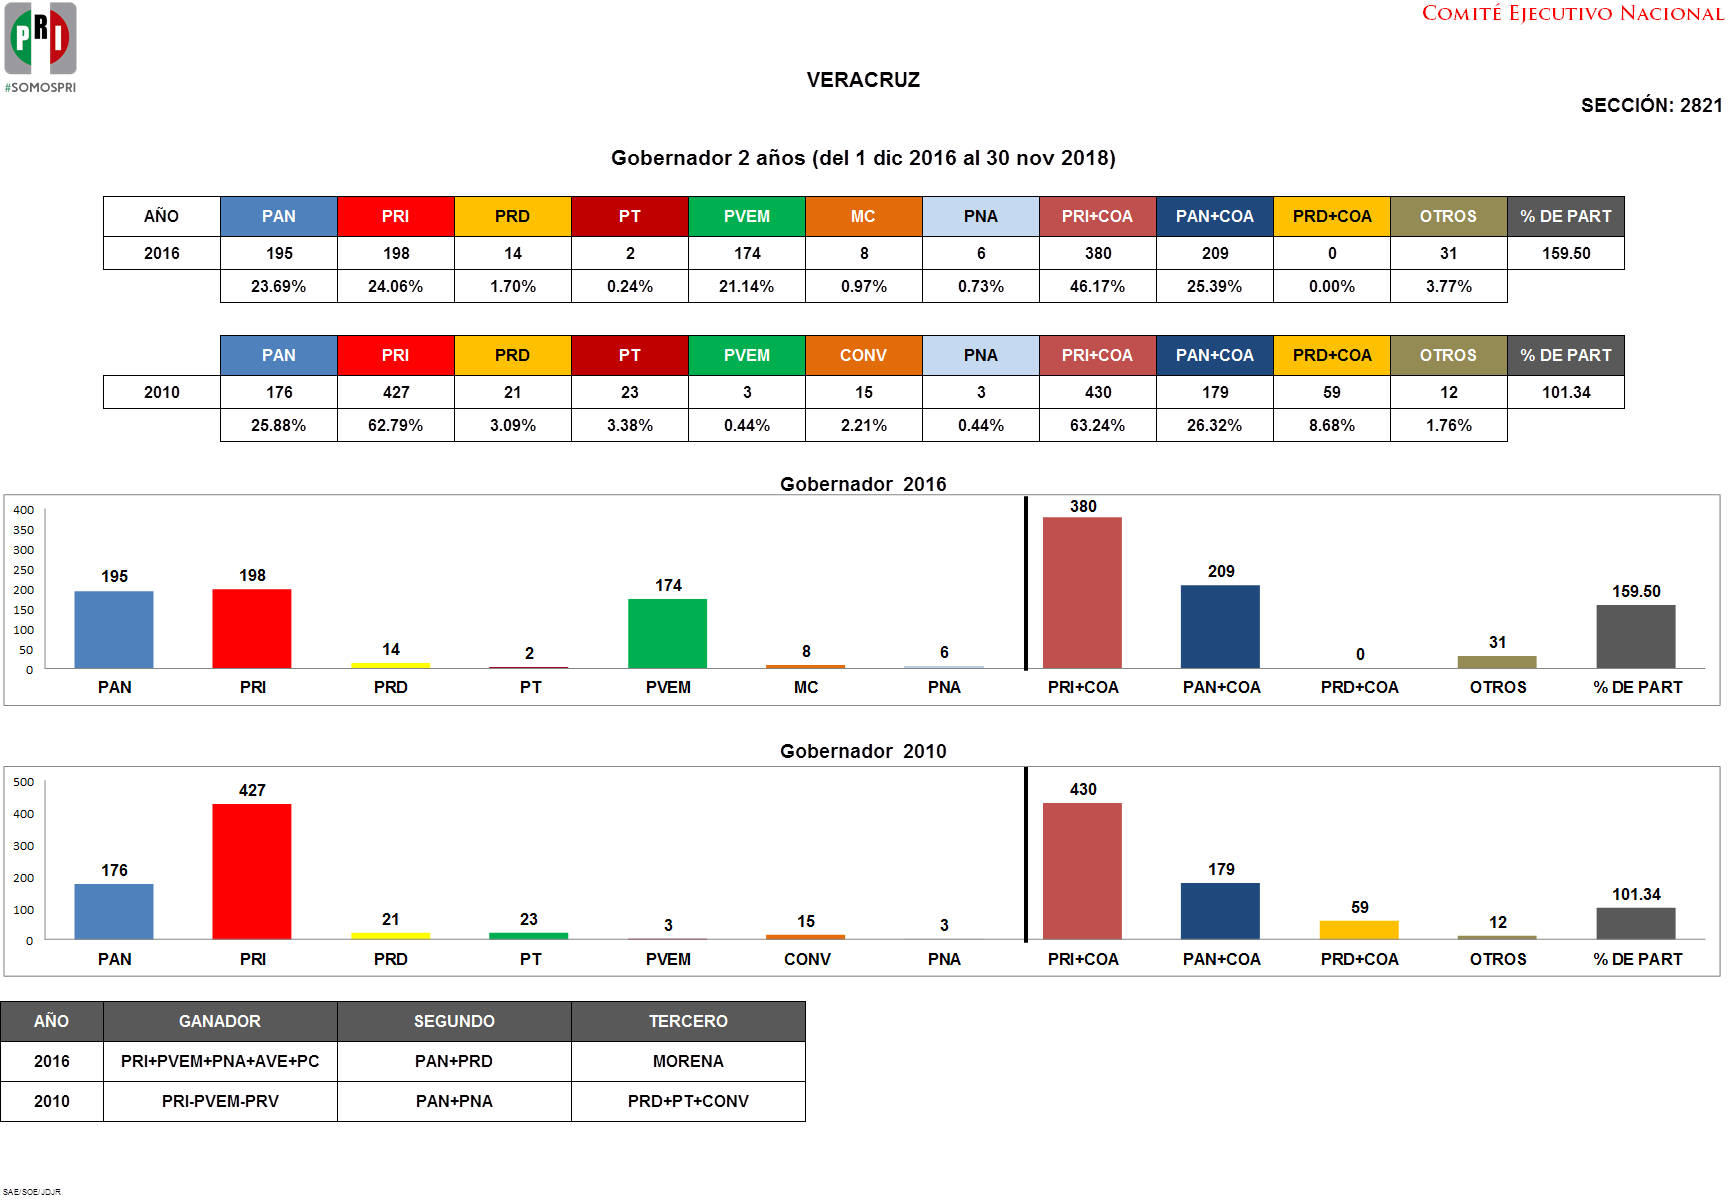 PRI
#SOMOSPRI
COMITÉ EJECUTIVO NACIONAL
VERACRUZ
SECCIÓN: 2821
Gobernador 2 años (del 1 dic 2016 al 30 nov 2018)
AÑO PAN PRI PRD PT PVEM MC PNA PRI+COA PAN+COA PRD+COA OTROS % DE PART
2016 195 198 14 2 174 8 6 380 209 0 31 159.50
23.69% 24.06% 1.70% 0.24% 21.14% 0.97% 0.73% 46.17% 25.39% 0.00% 3.77%
PAN PRI PRD PT PVEM CONV PNA PRI+COA PAN+COA PRD+COA OTROS % DE PART
2010 176 427 21 23 3 15 3 430 179 59 12 101.34
25.88% 62.79% 3.09% 3.38% 0.44% 2.21% 0.44% 63.24% 26.32% 8.68% 1.76%
Gobernador 2016
400
350
300
250
200
150
100
50
0
195 198 14 2 174 8 6 380 209 0 31 159.50
PAN PRI PRD PT PVEM MC PNA PRI+COA PAN+COA PRD+COA OTROS % DE PART
Gobernador 2010
500
400
300
200
100
0
176 427 21 23 3 15 3 430 179 59 12 101.34
PAN PRI PRD PT PVEM CONV PNA PRI+COA PAN+COA PRD+COA OTROS % DE PART
AÑO GANADOR SEGUNDO TERCERO
2016 PRI+PVEM+PNA+AVE+PC PAN+PRD MORENA
2010 PRI-PVEM-PRV PAN+PNA PRD+PT+CONV
SAE/SOE/JDJR